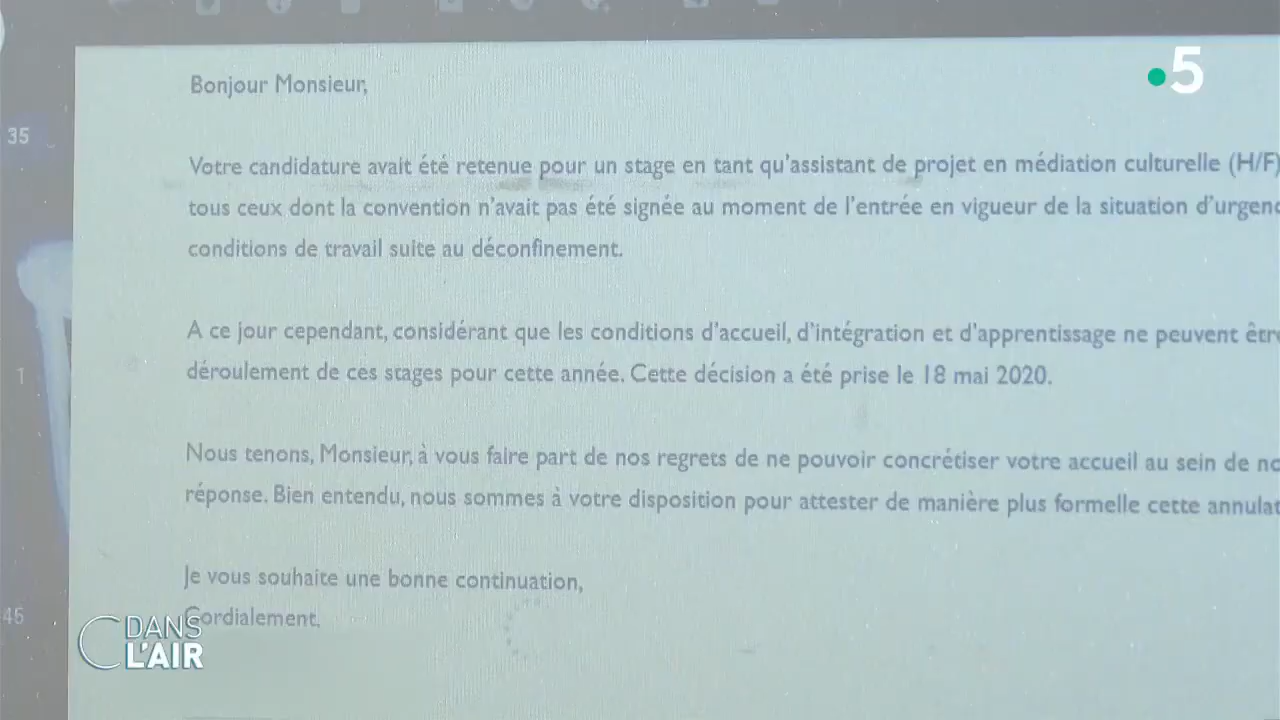 5
Bonjour Monsieur,
35
Votre candidature avait été retenue pour un stage en tant qu'assistant de projet en médiation culturelle (H/F)
tous ceux dont la convention n'avait pas été signée au moment de l'entrée en vigueur de la situation d'urgenc
conditions de travail suite au déconfinement.
A ce jour cependant, considérant que les conditions d'accueil, d'intégration et d'apprentissage ne peuvent êtr
1
déroulement de ces stages pour cette année. Cette décision a été prise le 18 mai 2020.
Nous tenons, Monsieur, à vous faire part de nos regrets de ne pouvoir concrétiser votre accueil au sein de no
réponse. Bien entendu, nous sommes à votre disposition pour attester de manière plus formelle cette annulat
Je vous souhaite une bonne continuation,
45
Cordialement,
C DANS
L'AIR